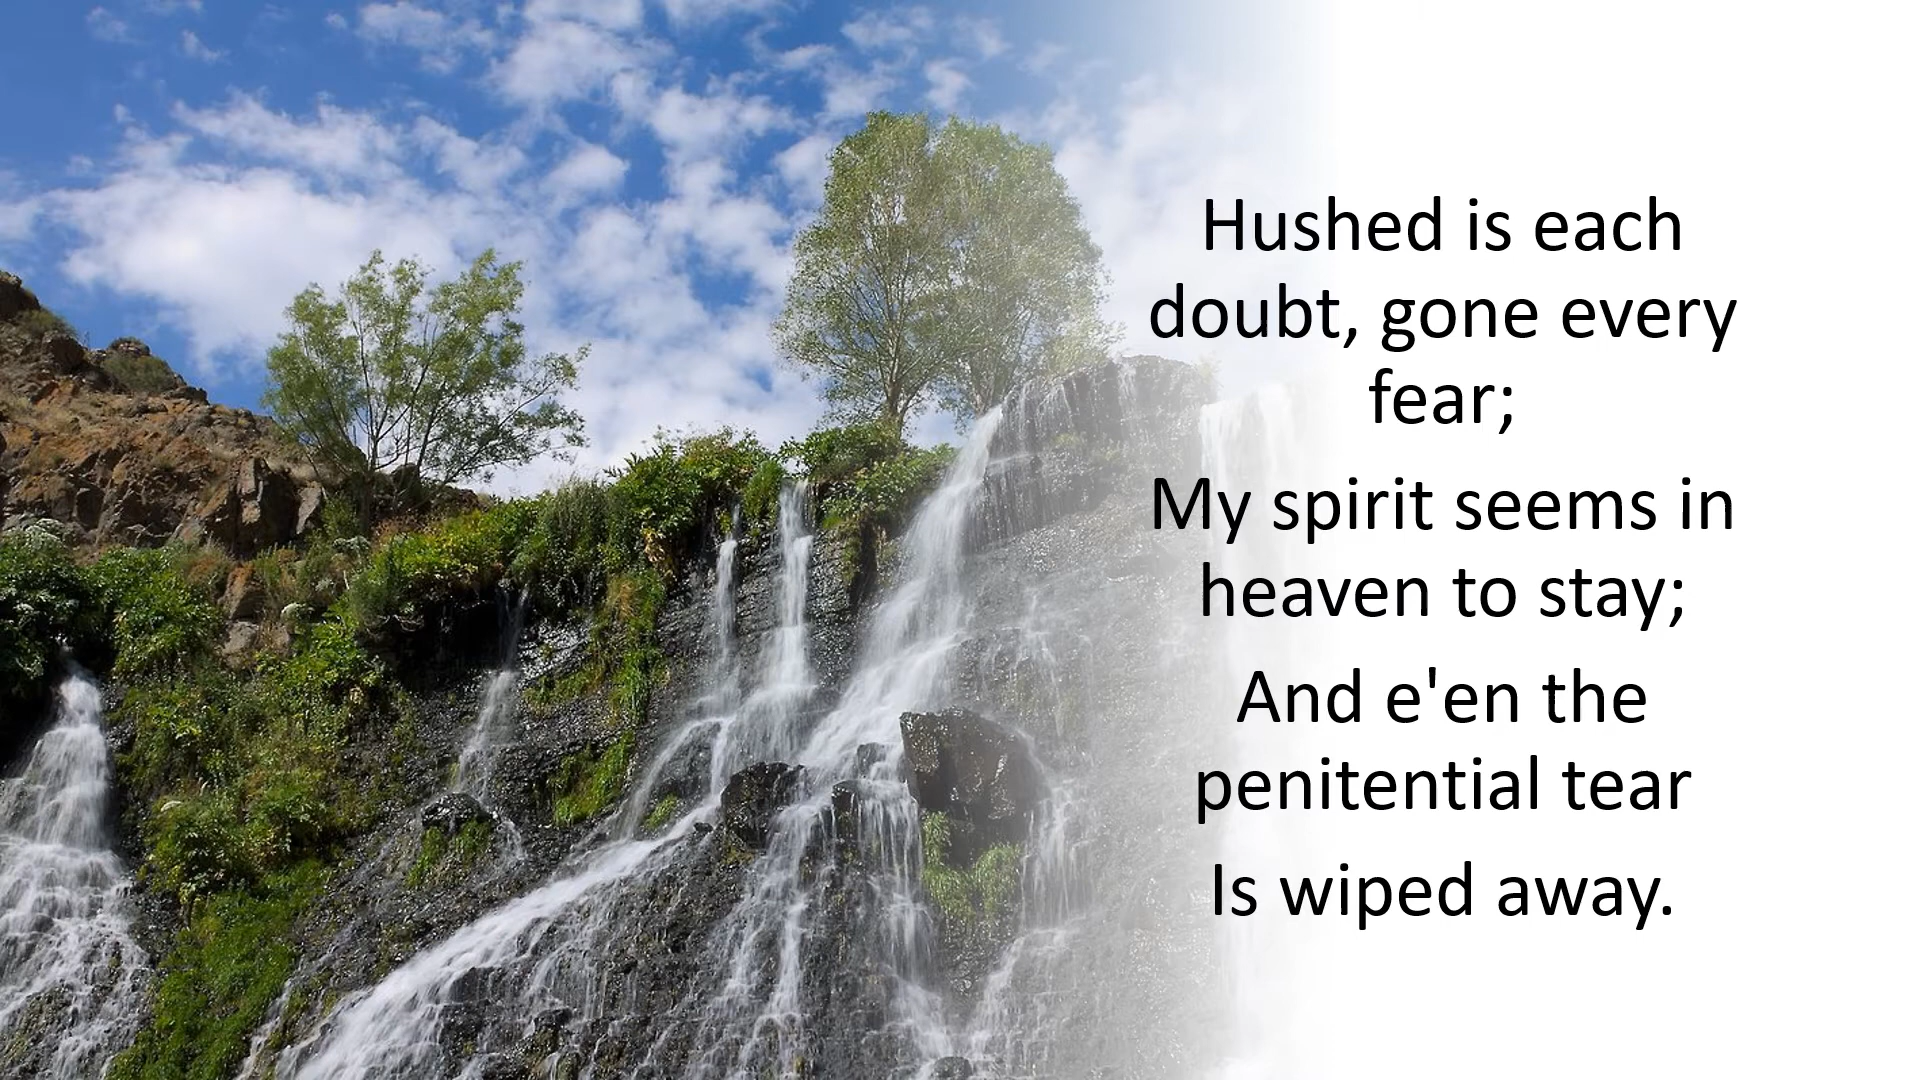 Hushed is each
doubt, gone every
fear;
My spirit seems in
heaven to stay;
And e'en the
penitential tear
Is wiped away.